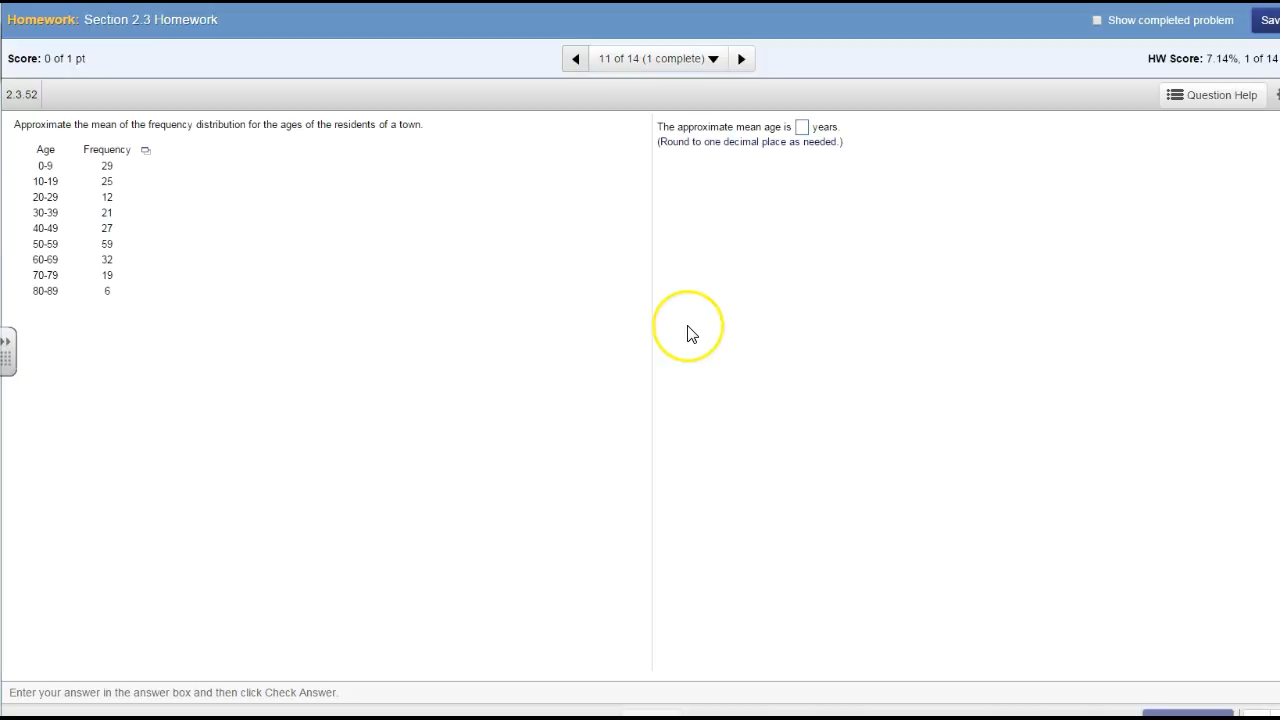 Homework: Section 2.3 Homework
Show completed problem
Sav
Score: 0 of 1 pt
11 of 14 (1 complete)
HW Score: 7.14%, 1 of 14
2.3.52
Question Help
Approximate the mean of the frequency distribution for the ages of the residents of a town.
Age Frequency
0-9 29
10-19 25
20-29 12
30-39 21
40-49 27
50-59 59
60-69 32
70-79 19
80-89 6
The approximate mean age is years.
(Round to one decimal place as needed.)
Enter your answer in the answer box and then click Check Answer.